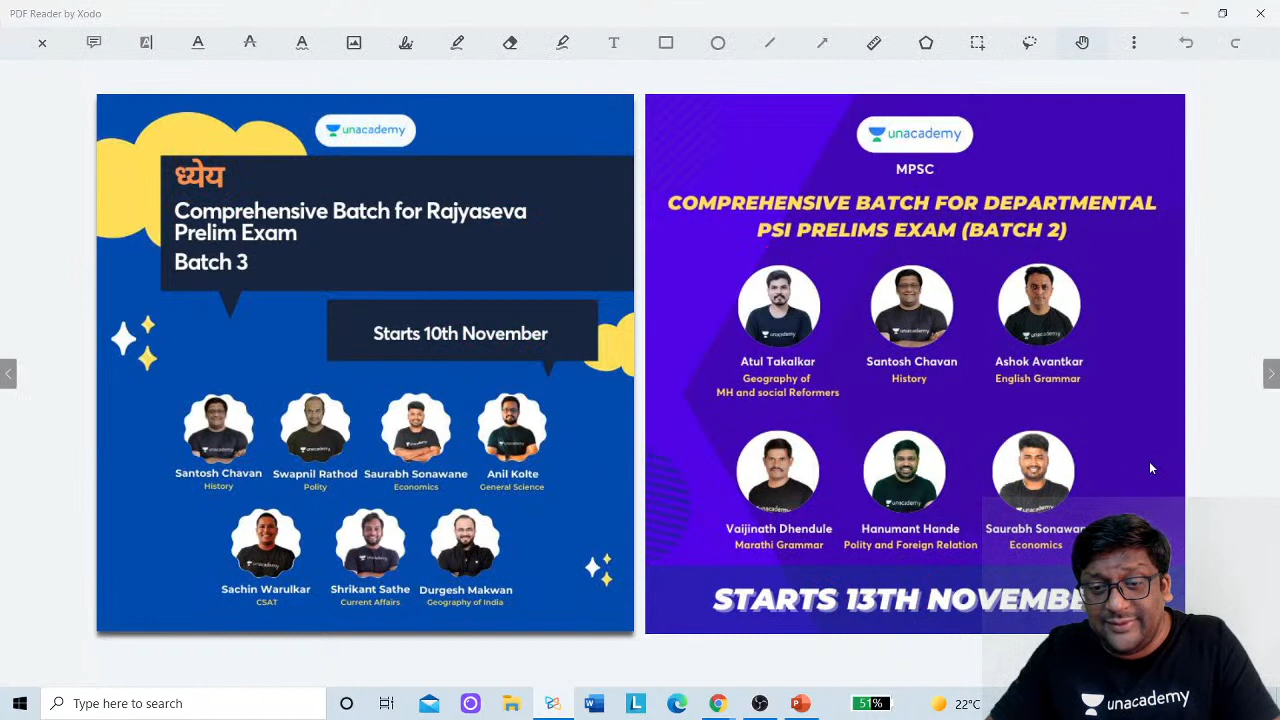 PDF Reader by Xodo
unacademy
ध्येय
Comprehensive Batch for Rajyaseva
Prelim Exam
Batch 3
Starts 10th November
Santosh Chavan
History
Swapnil Rathod
Polity
Saurabh Sonawane
Economics
Anil Kolte
General Science
Sachin Warulkar
CSAT
Shrikant Sathe
Current Affairs
Durgesh Makwan
Geography of India
unacademy
MPSC
COMPREHENSIVE BATCH FOR DEPARTMENTAL
PSI PRELIMS EXAM (BATCH 2)
Atul Takalkar
Geography of
MH and social Reformers
Santosh Chavan
History
Ashok Avantkar
English Grammar
Vaijinath Dhendule
Marathi Grammar
Hanumant Hande
Polity and Foreign Relation
Saurabh Sonawan
Economics
STARTS 13TH NOVEMBE
unacademy
Type here to search
51%
22°C